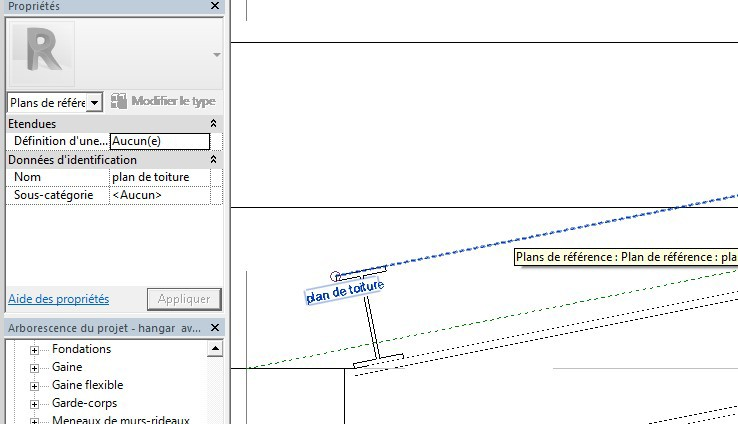 Propriétés
R
Plans de référe
Modifier le type
Etendues
Définition d'une... Aucun(e)
Données d'identification
Nom plan de toiture
Sous-catégorie <Aucun>
Aide des propriétés
Appliquer
Arborescence du projet - hangar av...
Fondations
Gaine
Gaine flexible
Garde-corps
Meneaux de murs-rideaux
plan de toiture
Plans de référence : Plan de référence : pla